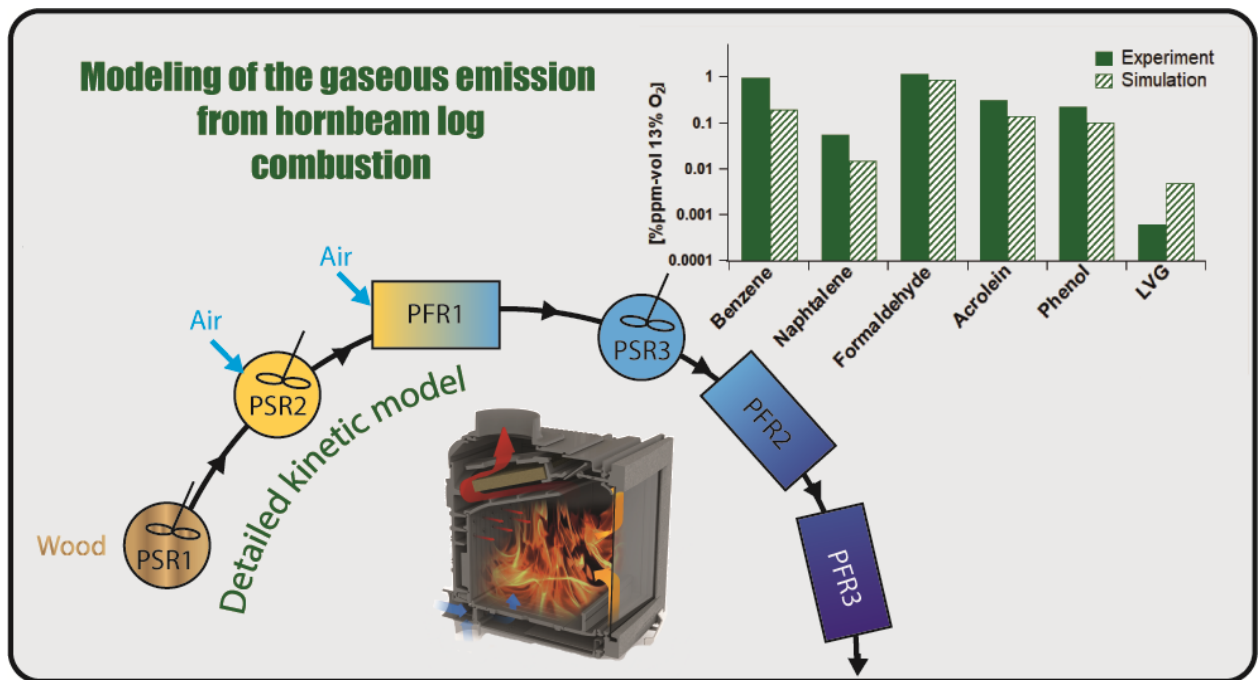 Modeling of the gaseous emission
from hornbeam log
combustion
[%ppm-vol 13% O₂]
1
0.1
0.01
0.001
0.0001
Experiment
Simulation
Benzene
Naphtalene
Formaldehyde
Acrolein
Phenol
LVG
Wood
PSR1
Air
PSR2
Air
PFR1
PSR3
PFR2
PFR3
Detailed kinetic model